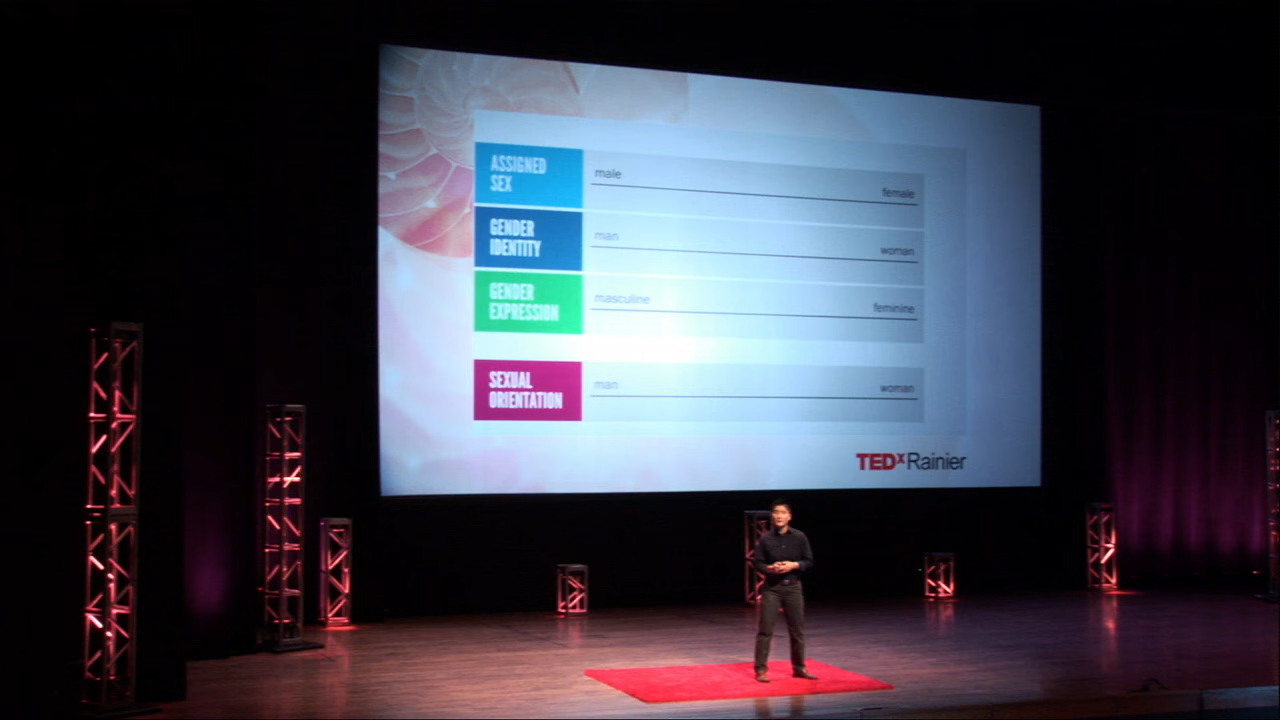 ASSIGNED
SEX
male
female
GENDER
IDENTITY
man
woman
GENDER
EXPRESSION
masculine
feminine
SEXUAL
ORIENTATION
man
woman
TEDxRainier